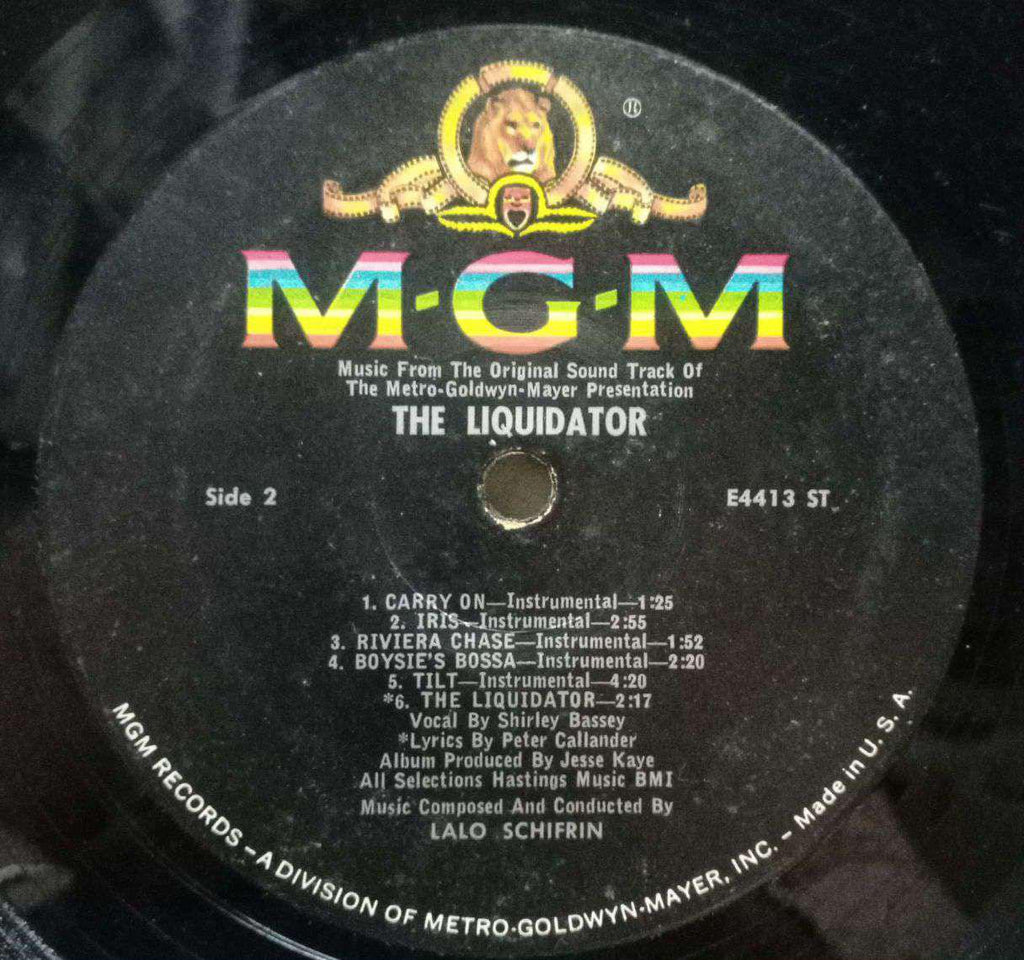 ®
M-G-M
Music From The Original Sound Track Of
The Metro-Goldwyn-Mayer Presentation
THE LIQUIDATOR
Side 2
E4413 ST
1. CARRY ON—Instrumental—1:25
2. IRIS—Instrumental—2:55
3. RIVIERA CHASE—Instrumental—1:52
4. BOYSIE'S BOSSA—Instrumental—2:20
5. TILT—Instrumental—4:20
*6. THE LIQUIDATOR—2:17
Vocal By Shirley Bassey
*Lyrics By Peter Callander
Album Produced By Jesse Kaye
All Selections Hastings Music BMI
Music Composed And Conducted By
LALO SCHIFRIN
MGM RECORDS – A DIVISION OF METRO-GOLDWYN-MAYER, INC. – Made in U. S. A.